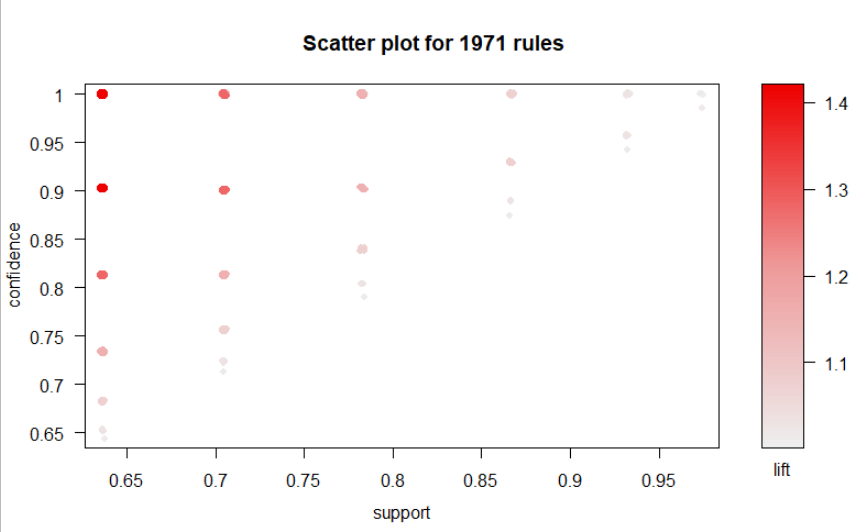 Scatter plot for 1971 rules
confidence
1
0.95
0.9
0.85
0.8
0.75
0.7
0.65
0.65 0.7 0.75 0.8 0.85 0.9 0.95
support
1.4
1.3
1.2
1.1
lift